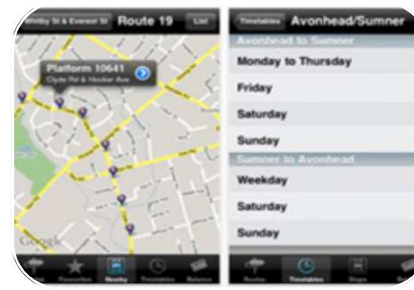 Whitby St & Everest St
Route 19
List
Platform 10641
Clyde Rd & Hooker Ave
Google
Favourites
Nearby
Timetables
Balance
Timetables
Avonhead/Sumner
Avonhead to Sumner
Monday to Thursday
Friday
Saturday
Sunday
Sumner to Avonhead
Weekday
Saturday
Sunday
Routes
Timetables
Stops